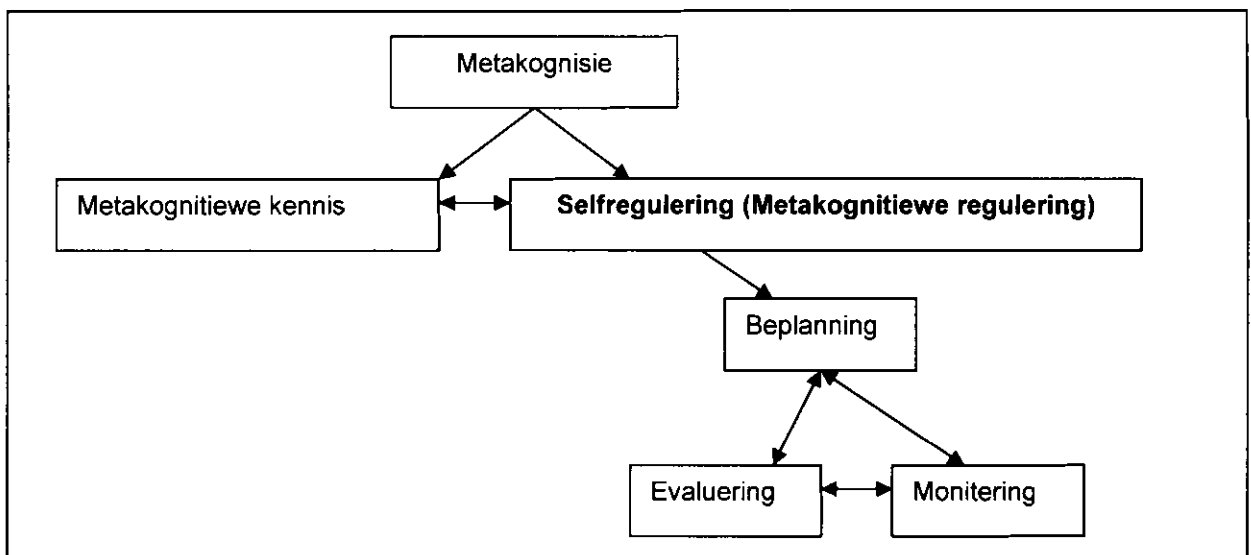 Metakognisie
Metakognitiewe kennis
Selfregulering (Metakognitiewe regulering)
Beplanning
Evaluering
Monitering